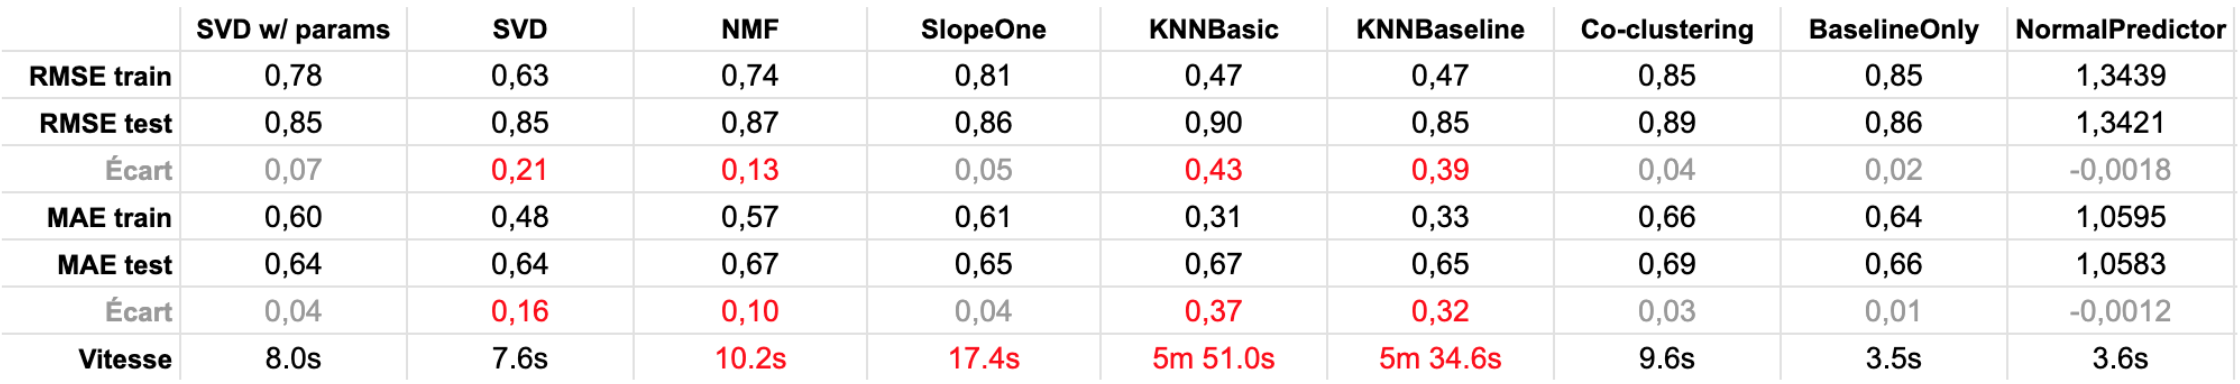 SVD w/ params SVD NMF SlopeOne KNNBasic KNNBaseline Co-clustering BaselineOnly NormalPredictor
RMSE train 0,78 0,63 0,74 0,81 0,47 0,47 0,85 0,85 1,3439
RMSE test 0,85 0,85 0,87 0,86 0,90 0,85 0,89 0,86 1,3421
Écart 0,07 0,21 0,13 0,05 0,43 0,39 0,04 0,02 -0,0018
MAE train 0,60 0,48 0,57 0,61 0,31 0,33 0,66 0,64 1,0595
MAE test 0,64 0,64 0,67 0,65 0,67 0,65 0,69 0,66 1,0583
Écart 0,04 0,16 0,10 0,04 0,37 0,32 0,03 0,01 -0,0012
Vitesse 8.0s 7.6s 10.2s 17.4s 5m 51.0s 5m 34.6s 9.6s 3.5s 3.6s